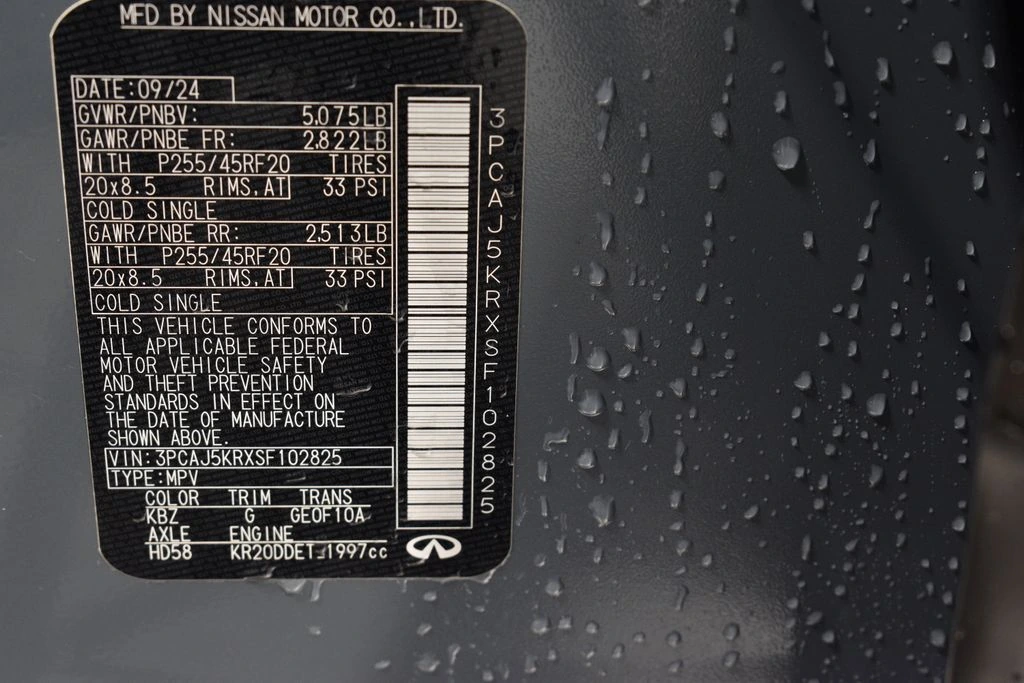 MFD BY NISSAN MOTOR CO.,LTD.
DATE:09/24
GVWR/PNBV: 5,075LB
GAWR/PNBE FR: 2,822LB
WITH P255/45RF20 TIRES
20x8.5 RIMS,AT 33 PSI
COLD SINGLE
GAWR/PNBE RR: 2,513LB
WITH P255/45RF20 TIRES
20x8.5 RIMS,AT 33 PSI
COLD SINGLE
THIS VEHICLE CONFORMS TO
ALL APPLICABLE FEDERAL
MOTOR VEHICLE SAFETY
AND THEFT PREVENTION
STANDARDS IN EFFECT ON
THE DATE OF MANUFACTURE
SHOWN ABOVE.
VIN:3PCAJ5KRXSF102825
TYPE:MPV
COLOR TRIM TRANS
KBZ G GE0F10A
AXLE ENGINE
HD58 KR20DDET 1997cc
3PCAJ5KRXSF102825